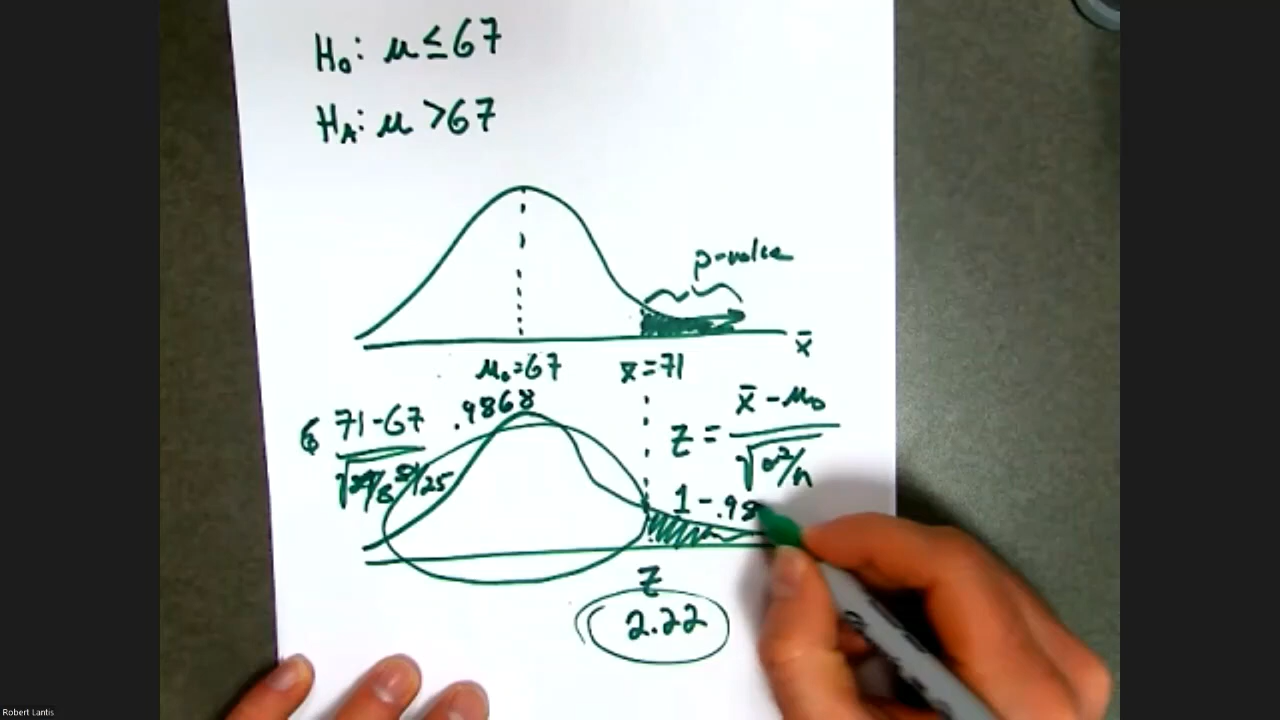 H₀: μ ≤ 67
Hₐ: μ > 67
p-value
x̄
μ₀ = 67
x̄ = 71
.9868
71 - 67
x̄ - μ₀
z =
√σ²/n
1 - .98
z
2.22
Robert Lantis